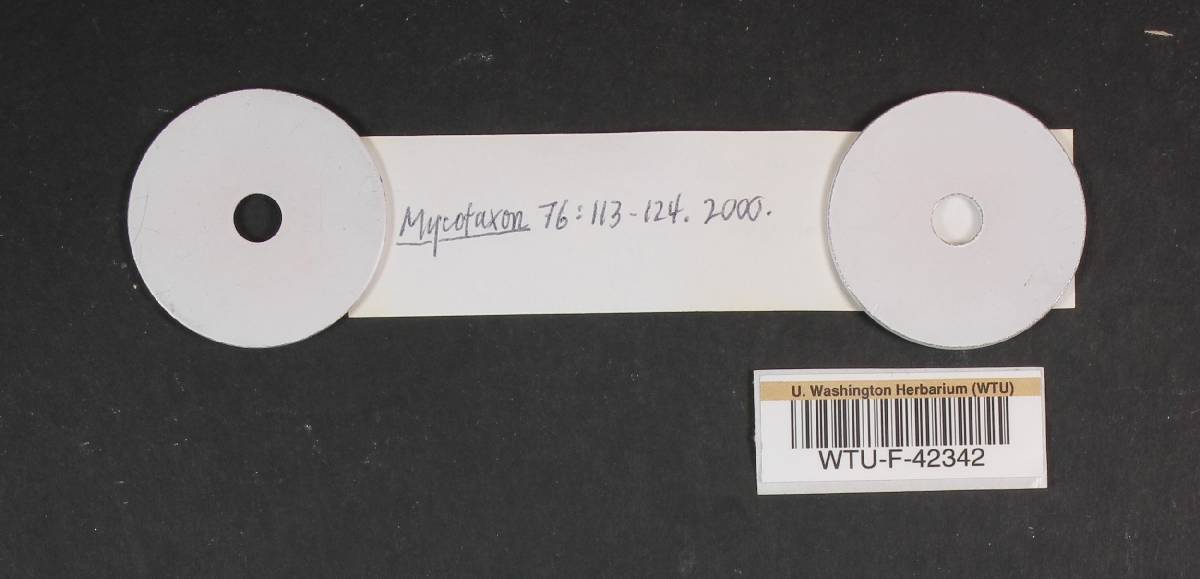 Mycotaxon 76:113-124. 2000.
U. Washington Herbarium (WTU)
WTU-F-42342